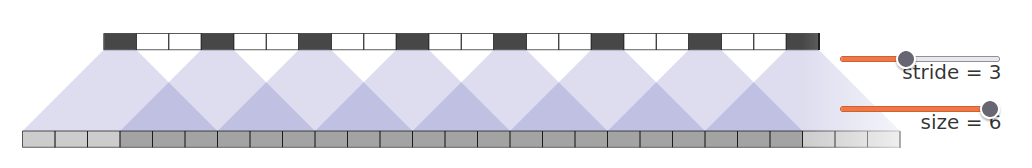 stride = 3
size = 6